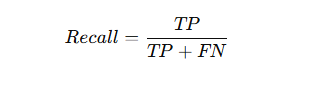 Recall = TP / TP + FN